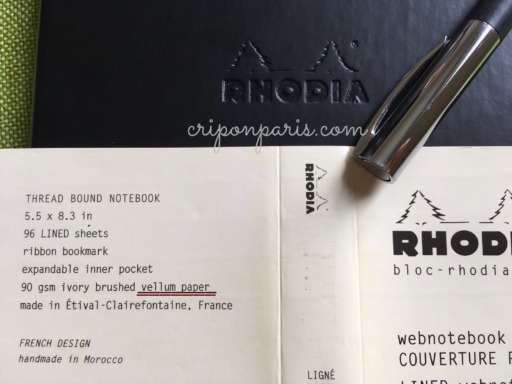 RHODIA
criponparis.com
THREAD BOUND NOTEBOOK
5.5 x 8.3 in
96 LINED sheets
ribbon bookmark
expandable inner pocket
90 gsm ivory brushed vellum paper
made in Étival-Clairefontaine, France
FRENCH DESIGN
handmade in Morocco
RHODIA
LIGNÉ
RHODI
bloc-rhodia
webnotebook
COUVERTURE
LINED